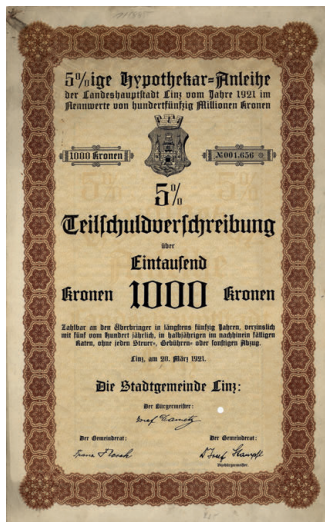 5%ige Hypothekar-Anleihe
der Landeshauptstadt Linz vom Jahre 1921 im
Nennwerte von hundertfünfzig Millionen Kronen
1000 Kronen
No 001.656
5%
Teilschuldverschreibung
über
Eintausend
Kronen 1000 Kronen
Zahlbar an den Überbringer in längstens fünfzig Jahren, verzinslich
mit fünf vom Hundert jährlich, in halbjährigen im nachhinein fälligen
Raten, ohne jeden Steuer-, Gebühren- oder sonstigen Abzug.
Linz, am 20. März 1921.
Die Stadtgemeinde Linz:
Der Bürgermeister:
Josef Dametz
Der Gemeinderat:
Der Gemeinderat: